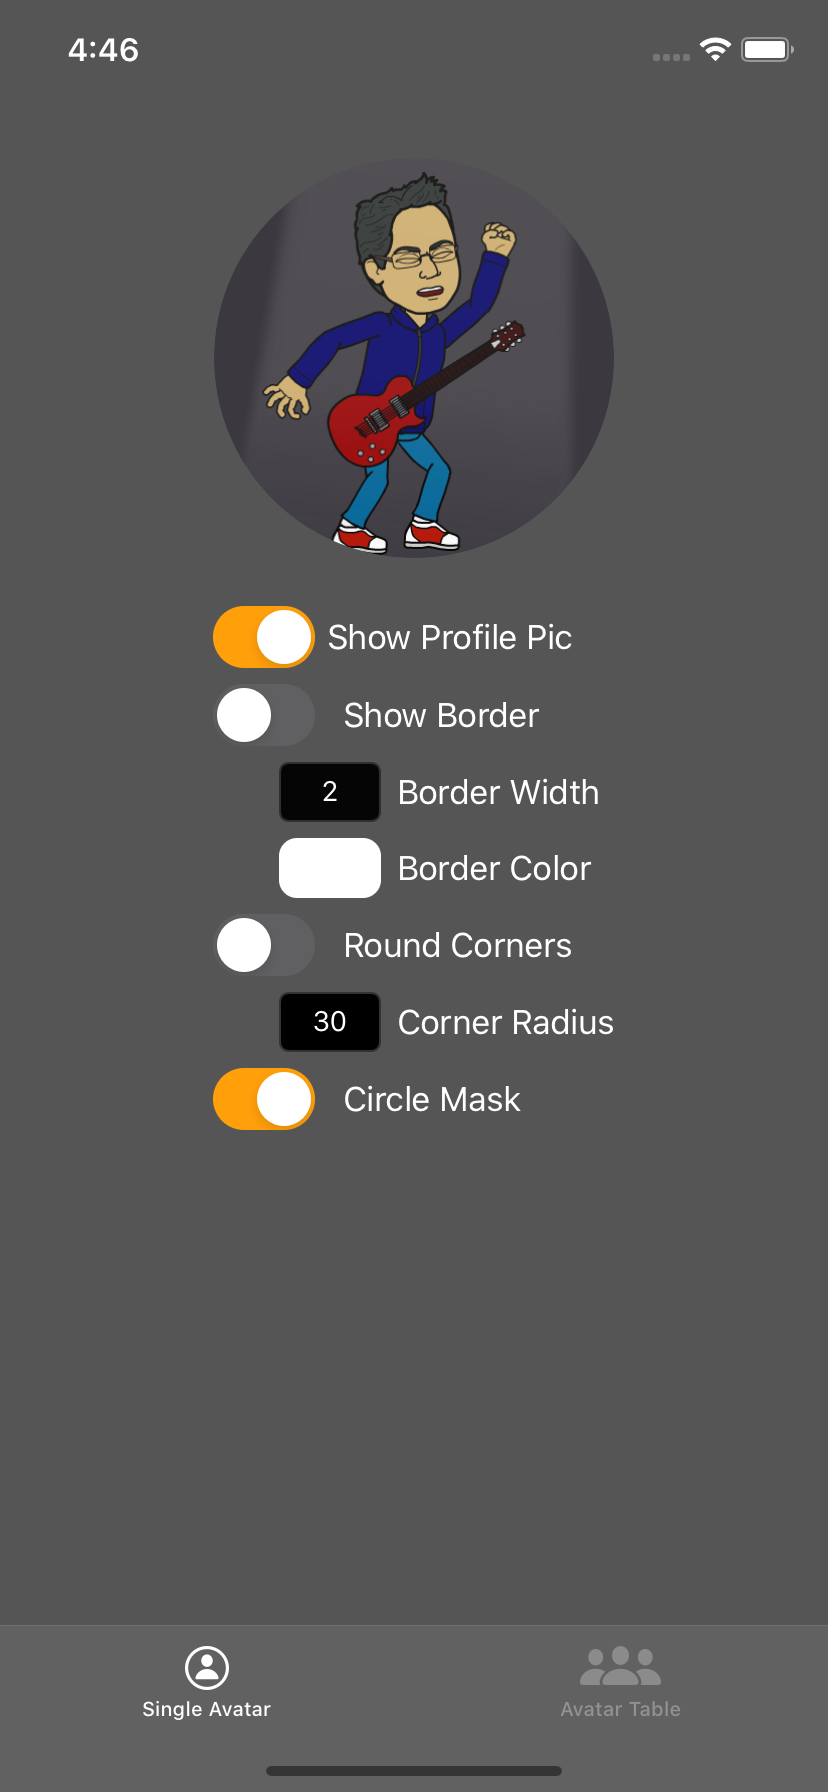 4:46
Show Profile Pic
Show Border
2 Border Width
Border Color
Round Corners
30 Corner Radius
Circle Mask
Single Avatar Avatar Table